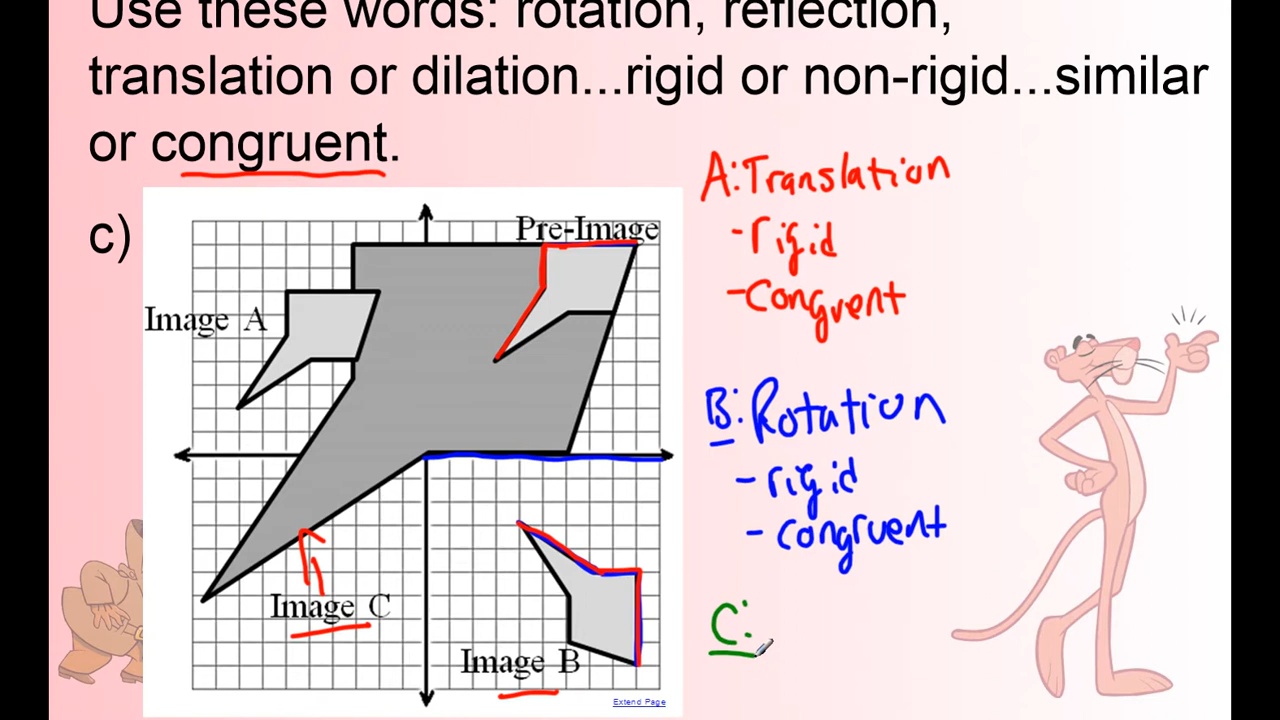 Use these words: rotation, reflection,
translation or dilation...rigid or non-rigid...similar
or congruent.
c)
Pre-Image
Image A
Image C
Image B
Extend Page
A: Translation
- rigid
- Congruent
B: Rotation
- rigid
- congruent
C: